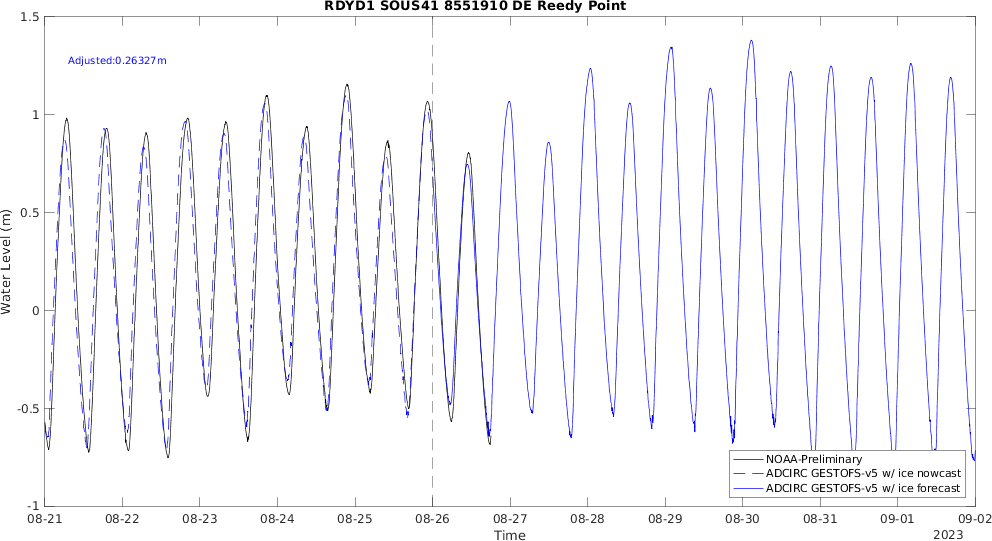 RDYD1 SOUS41 8551910 DE Reedy Point
Adjusted:0.26327m
1.5
1
0.5
0
-0.5
-1
Water Level (m)
NOAA-Preliminary
ADCIRC GESTOFS-v5 w/ ice nowcast
ADCIRC GESTOFS-v5 w/ ice forecast
08-21 08-22 08-23 08-24 08-25 08-26 08-27 08-28 08-29 08-30 08-31 09-01 09-02
Time
2023